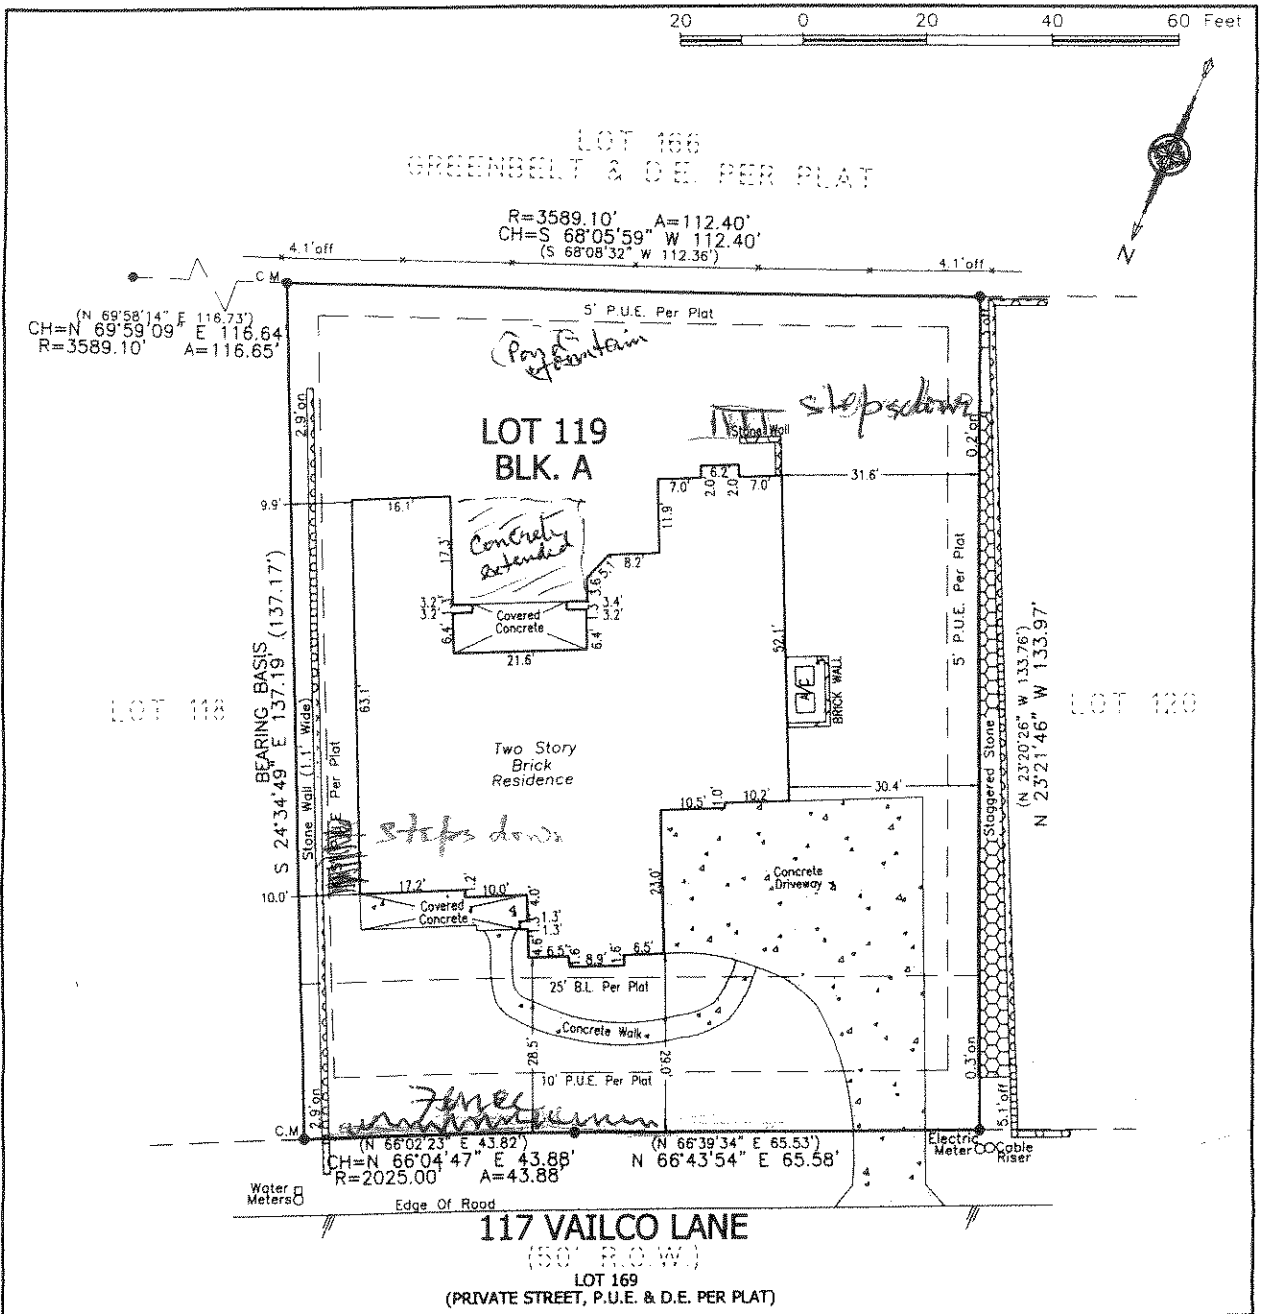 20 0 20 40 60 Feet
N
LOT 166
GREENBELT & D.E. PER PLAT
R=3589.10' A=112.40'
CH=S 68°05'59" W 112.40'
(S 68°08'32" W 112.36')
4.1'off
4.1'off
C.M.
(N 69°58'14" E 116.73')
CH=N 69°59'09" E 116.64'
R=3589.10' A=116.65'
5' P.U.E. Per Plat
(Pond & fountain
LOT 119
BLK. A
steps down
Stone Wall
2.9'on
0.2'on
9.9'
16.1'
7.0' 2.0' 6.2' 2.0' 7.0'
31.6'
17.3'
Concrete
extended
11.9'
8.2'
5.1'
3.6'
3.2'
3.2'
3.4'
3.2'
Covered
Concrete
6.4'
6.4'
21.6'
52.1'
63.1'
A/E
BRICK WALL
5' P.U.E. Per Plat
LOT 118
BEARING BASIS
S 24°34'49" E 137.19' (137.17')
Stone Wall (1.1' Wide)
5' P.U.E. Per Plat
Two Story
Brick
Residence
Staggered Stone
(N 23°20'26" W 133.76')
N 23°21'46" W 133.97'
LOT 120
30.4'
10.5' 1.0' 10.2'
steps down
Concrete
Driveway
10.0'
17.2' 1.2' 10.0'
4.0'
Covered
Concrete
1.3'
1.3'
4.6'
23.0'
6.5' 1.6' 8.9' 1.6' 6.5'
25' B.L. Per Plat
Concrete Walk
28.5'
29.0'
10' P.U.E. Per Plat
0.3'on
2.9'on
5.1'off
Fence
C.M.
(N 66°02'23" E 43.82') (N 66°39'34" E 65.53')
CH=N 66°04'47" E 43.88' N 66°43'54" E 65.58'
R=2025.00' A=43.88'
Electric
Meter
Cable
Riser
Water
Meters
Edge Of Road
117 VAILCO LANE
(50' R.O.W.)
LOT 169
(PRIVATE STREET, P.U.E. & D.E. PER PLAT)